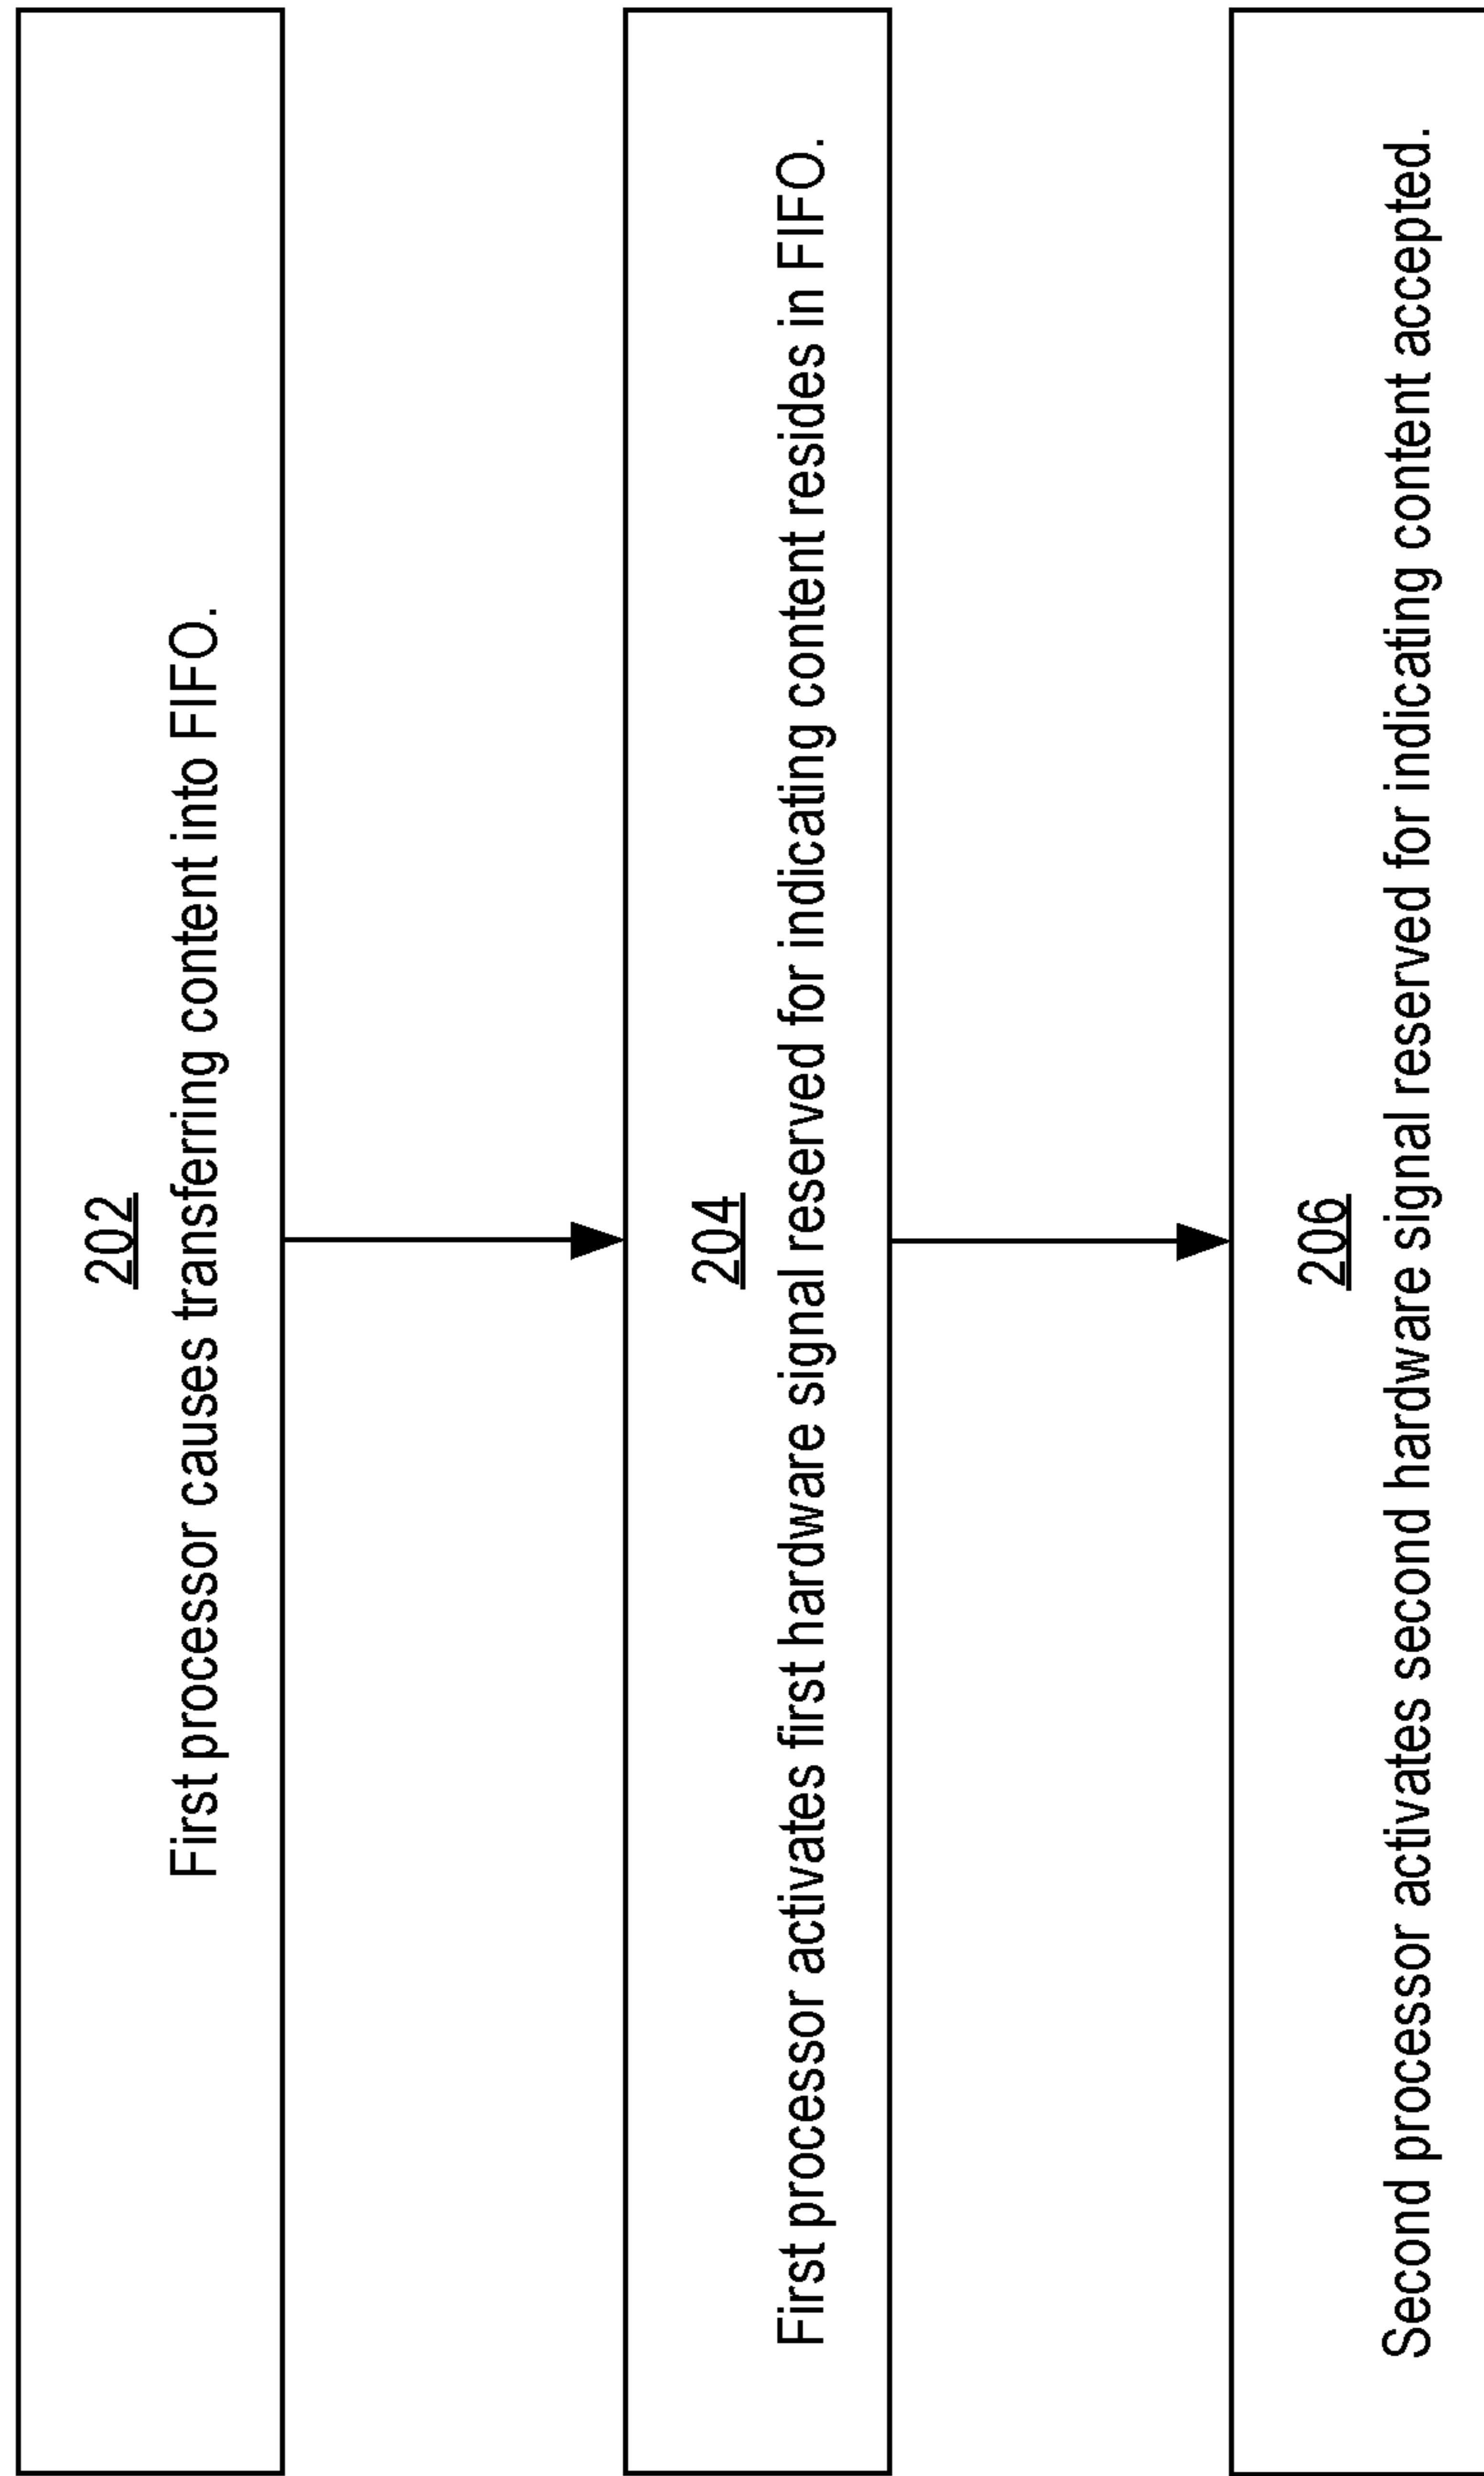 202
First processor causes transferring content into FIFO.
204
First processor activates first hardware signal reserved for indicating content resides in FIFO.
206
Second processor activates second hardware signal reserved for indicating content accepted.